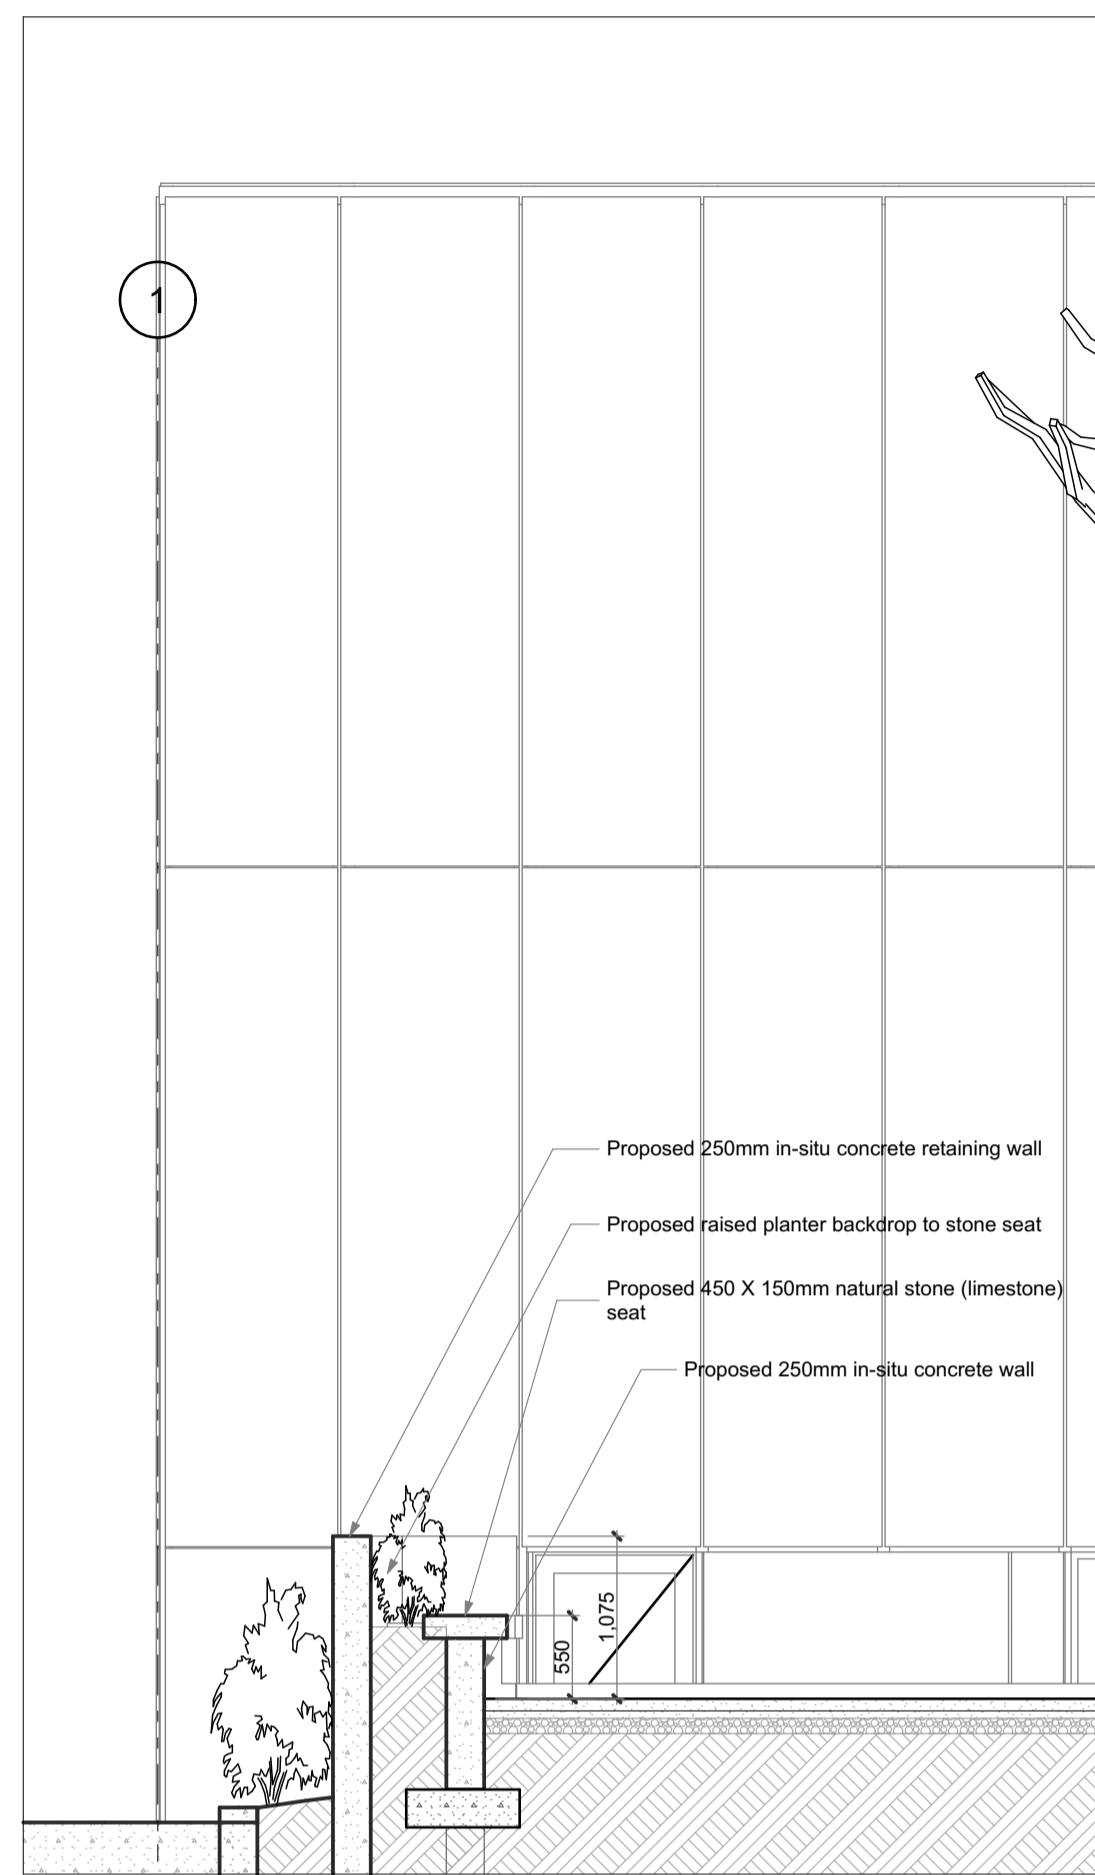 1
Proposed 250mm in-situ concrete retaining wall
Proposed raised planter backdrop to stone seat
Proposed 450 X 150mm natural stone (limestone)
seat
Proposed 250mm in-situ concrete wall
550
1,075